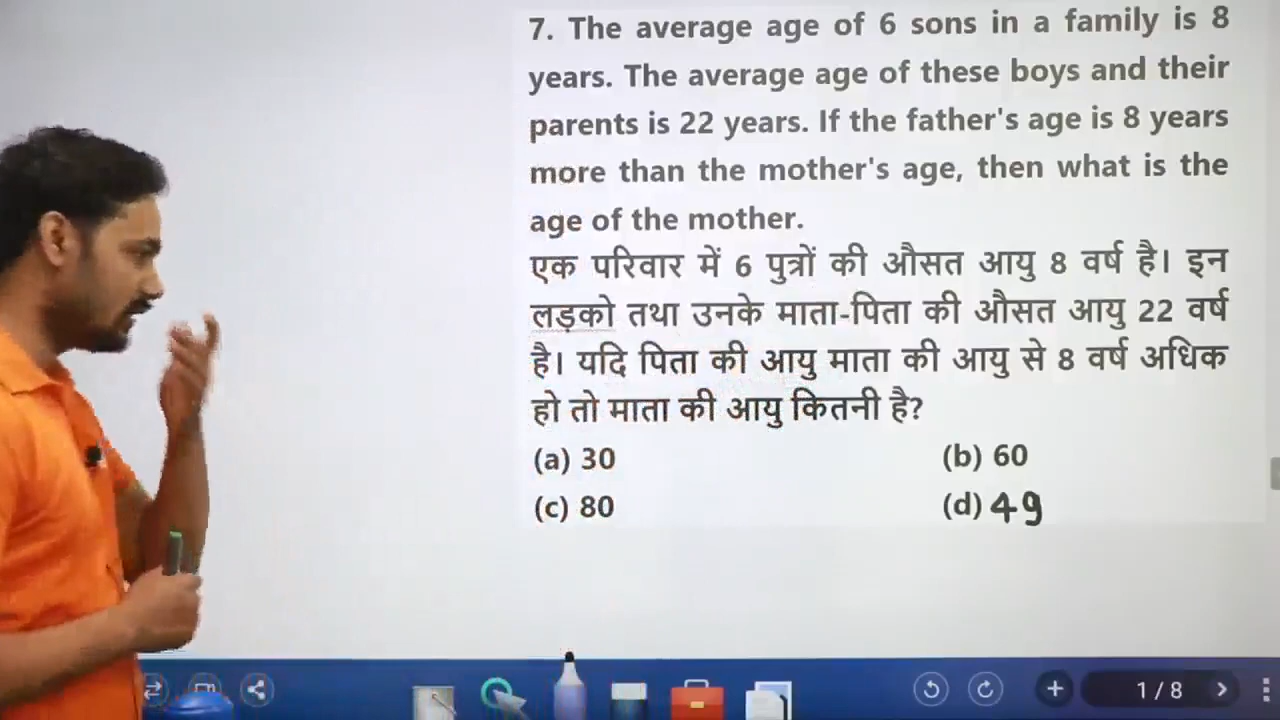 7. The average age of 6 sons in a family is 8
years. The average age of these boys and their
parents is 22 years. If the father's age is 8 years
more than the mother's age, then what is the
age of the mother.
एक परिवार में 6 पुत्रों की औसत आयु 8 वर्ष है। इन
लड़को तथा उनके माता-पिता की औसत आयु 22 वर्ष
है। यदि पिता की आयु माता की आयु से 8 वर्ष अधिक
हो तो माता की आयु कितनी है?
(a) 30 (b) 60
(c) 80 (d) 49
1 / 8